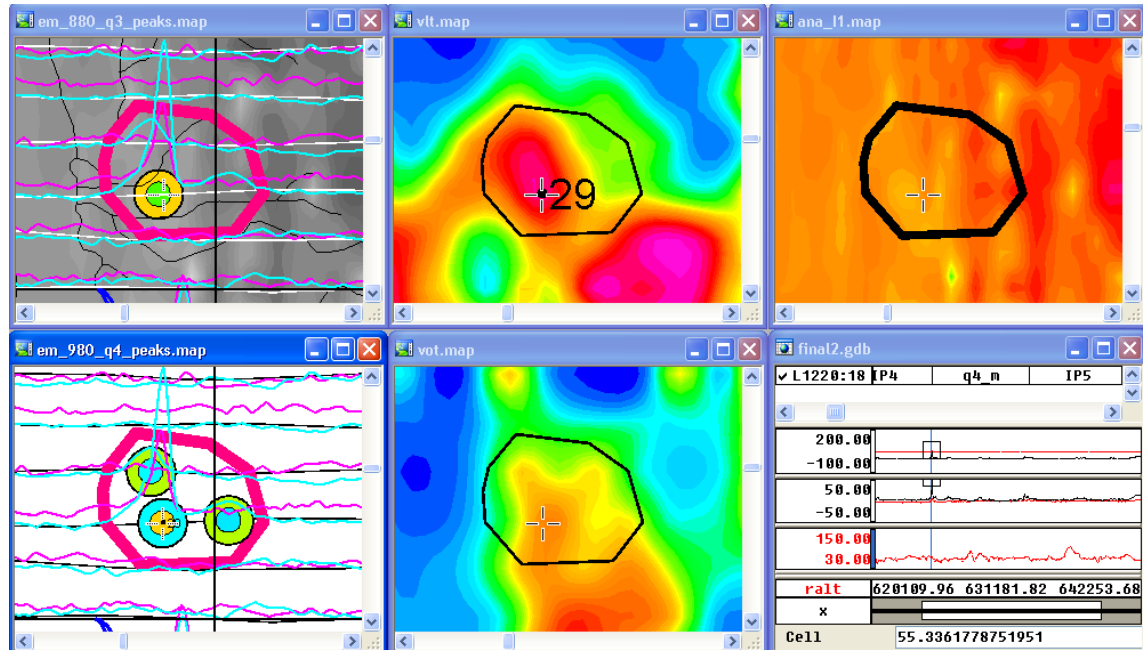 em_880_q3_peaks.map
vlt.map
ana_l1.map
29
em_980_q4_peaks.map
vot.map
final2.gdb
L1220:18 IP4 q4_m IP5
200.00
-100.00
50.00
-50.00
150.00
30.00
ralt 620109.96 631181.82 642253.68
x
Cell 55.3361778751951